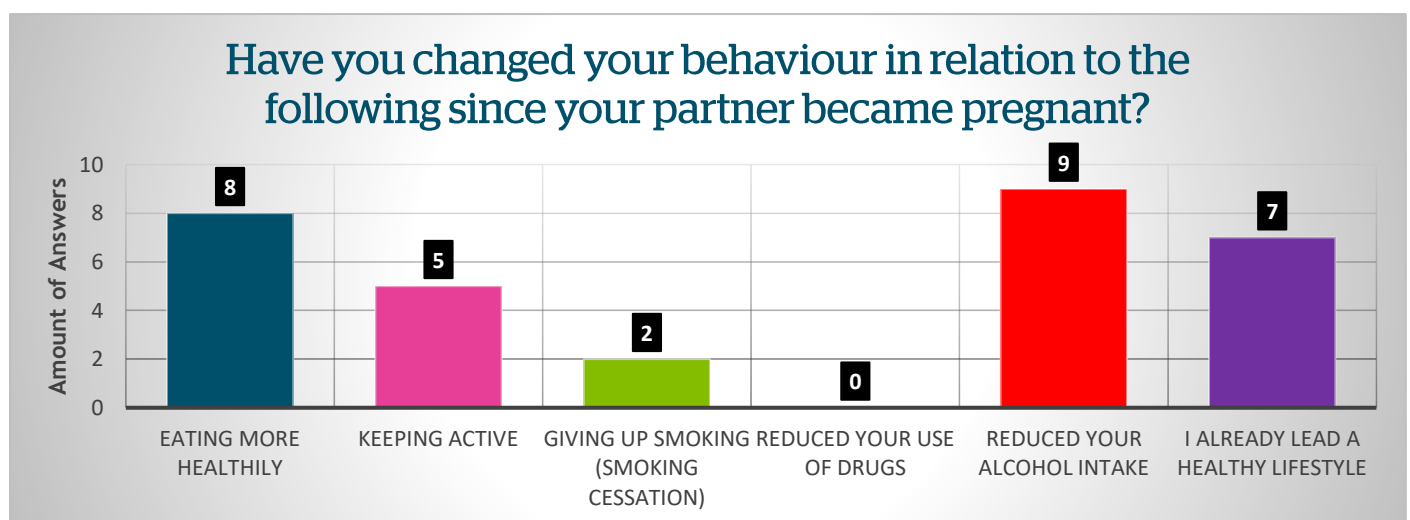 Have you changed your behaviour in relation to the
following since your partner became pregnant?
Amount of Answers
10
8
6
4
2
0
8
5
2
0
9
7
EATING MORE
HEALTHILY
KEEPING ACTIVE
GIVING UP SMOKING
(SMOKING
CESSATION)
REDUCED YOUR USE
OF DRUGS
REDUCED YOUR
ALCOHOL INTAKE
I ALREADY LEAD A
HEALTHY LIFESTYLE